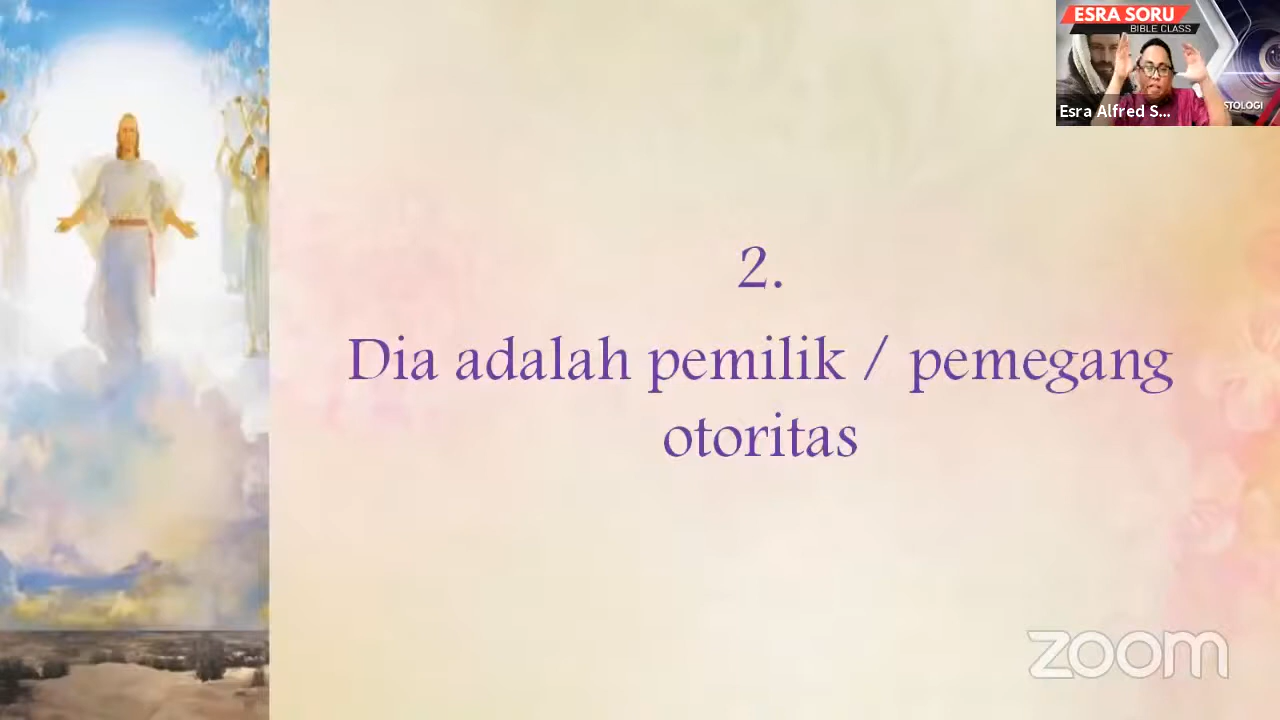 ESRA SORU
BIBLE CLASS
Esra Alfred S...
STOLOGI
2.
Dia adalah pemilik / pemegang
otoritas
zoom